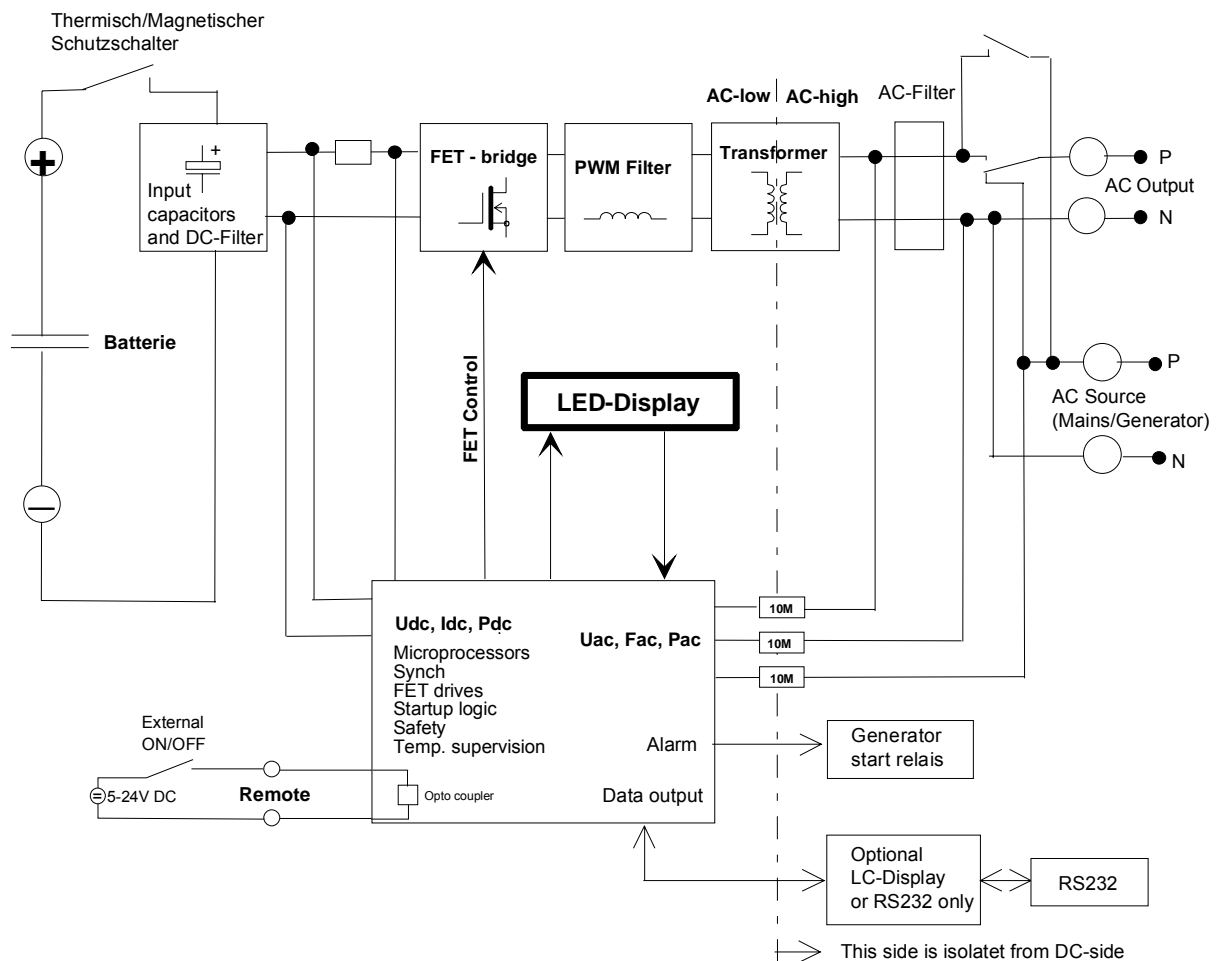 Thermisch/Magnetischer
Schutzschalter
+
Input
capacitors
and DC-Filter
+
FET - bridge
PWM Filter
AC-low
AC-high
Transformer
AC-Filter
P
AC Output
N
Batterie
−
FET Control
LED-Display
P
AC Source
(Mains/Generator)
N
Udc, Idc, Pdc
Microprocessors
Synch
FET drives
Startup logic
Safety
Temp. supervision
Uac, Fac, Pac
10M
10M
10M
Alarm
Data output
Generator
start relais
External
ON/OFF
=
5-24V DC
Remote
Opto coupler
Optional
LC-Display
or RS232 only
RS232
This side is isolatet from DC-side